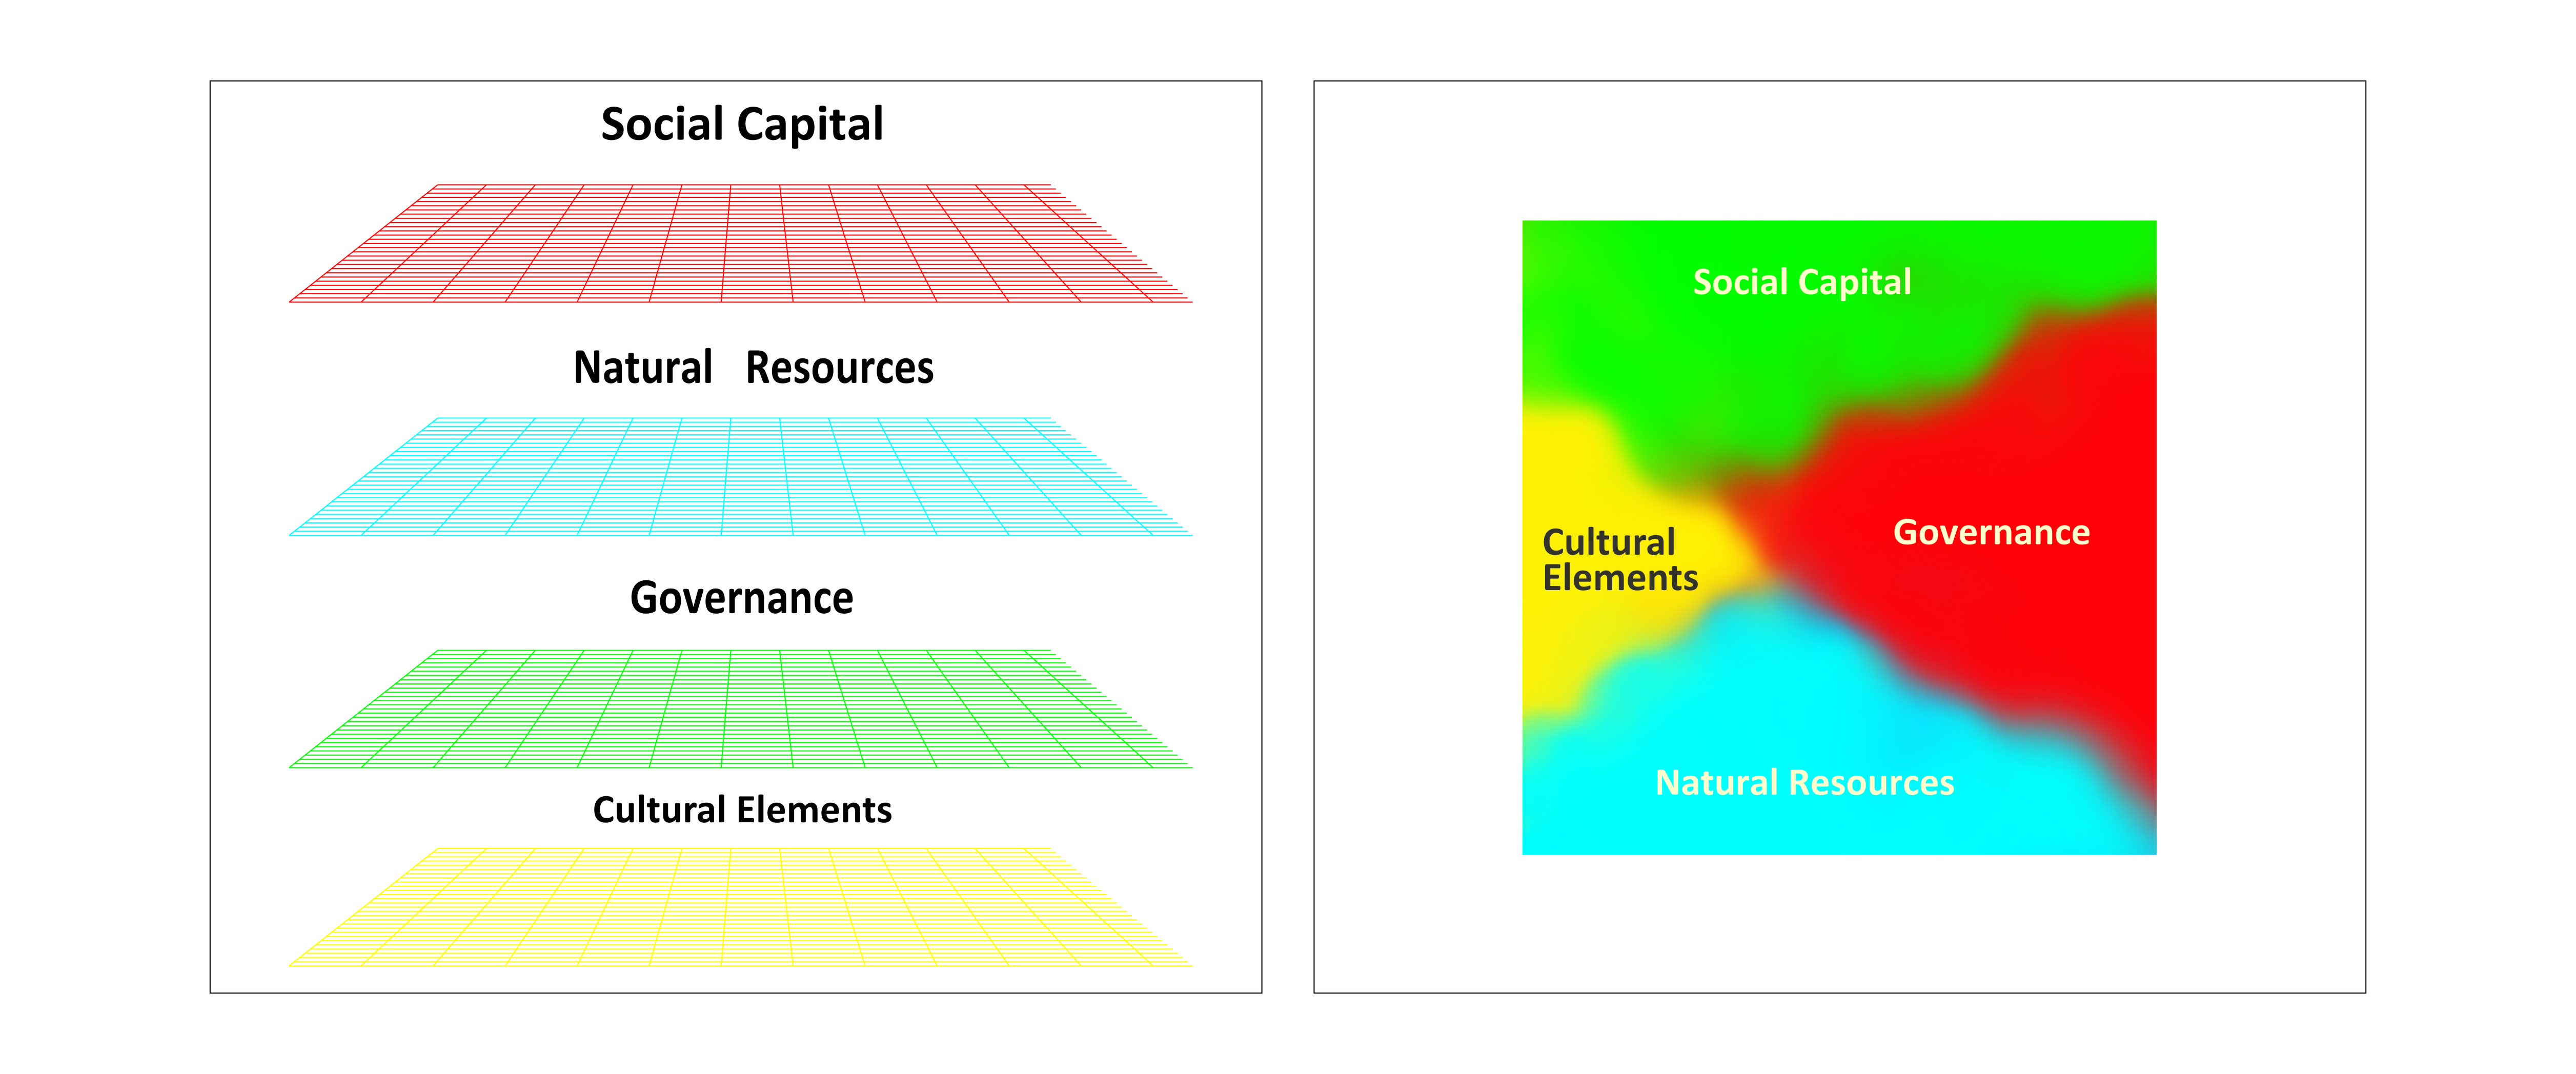 Social Capital
Natural Resources
Governance
Cultural Elements
Social Capital
Cultural
Elements
Governance
Natural Resources